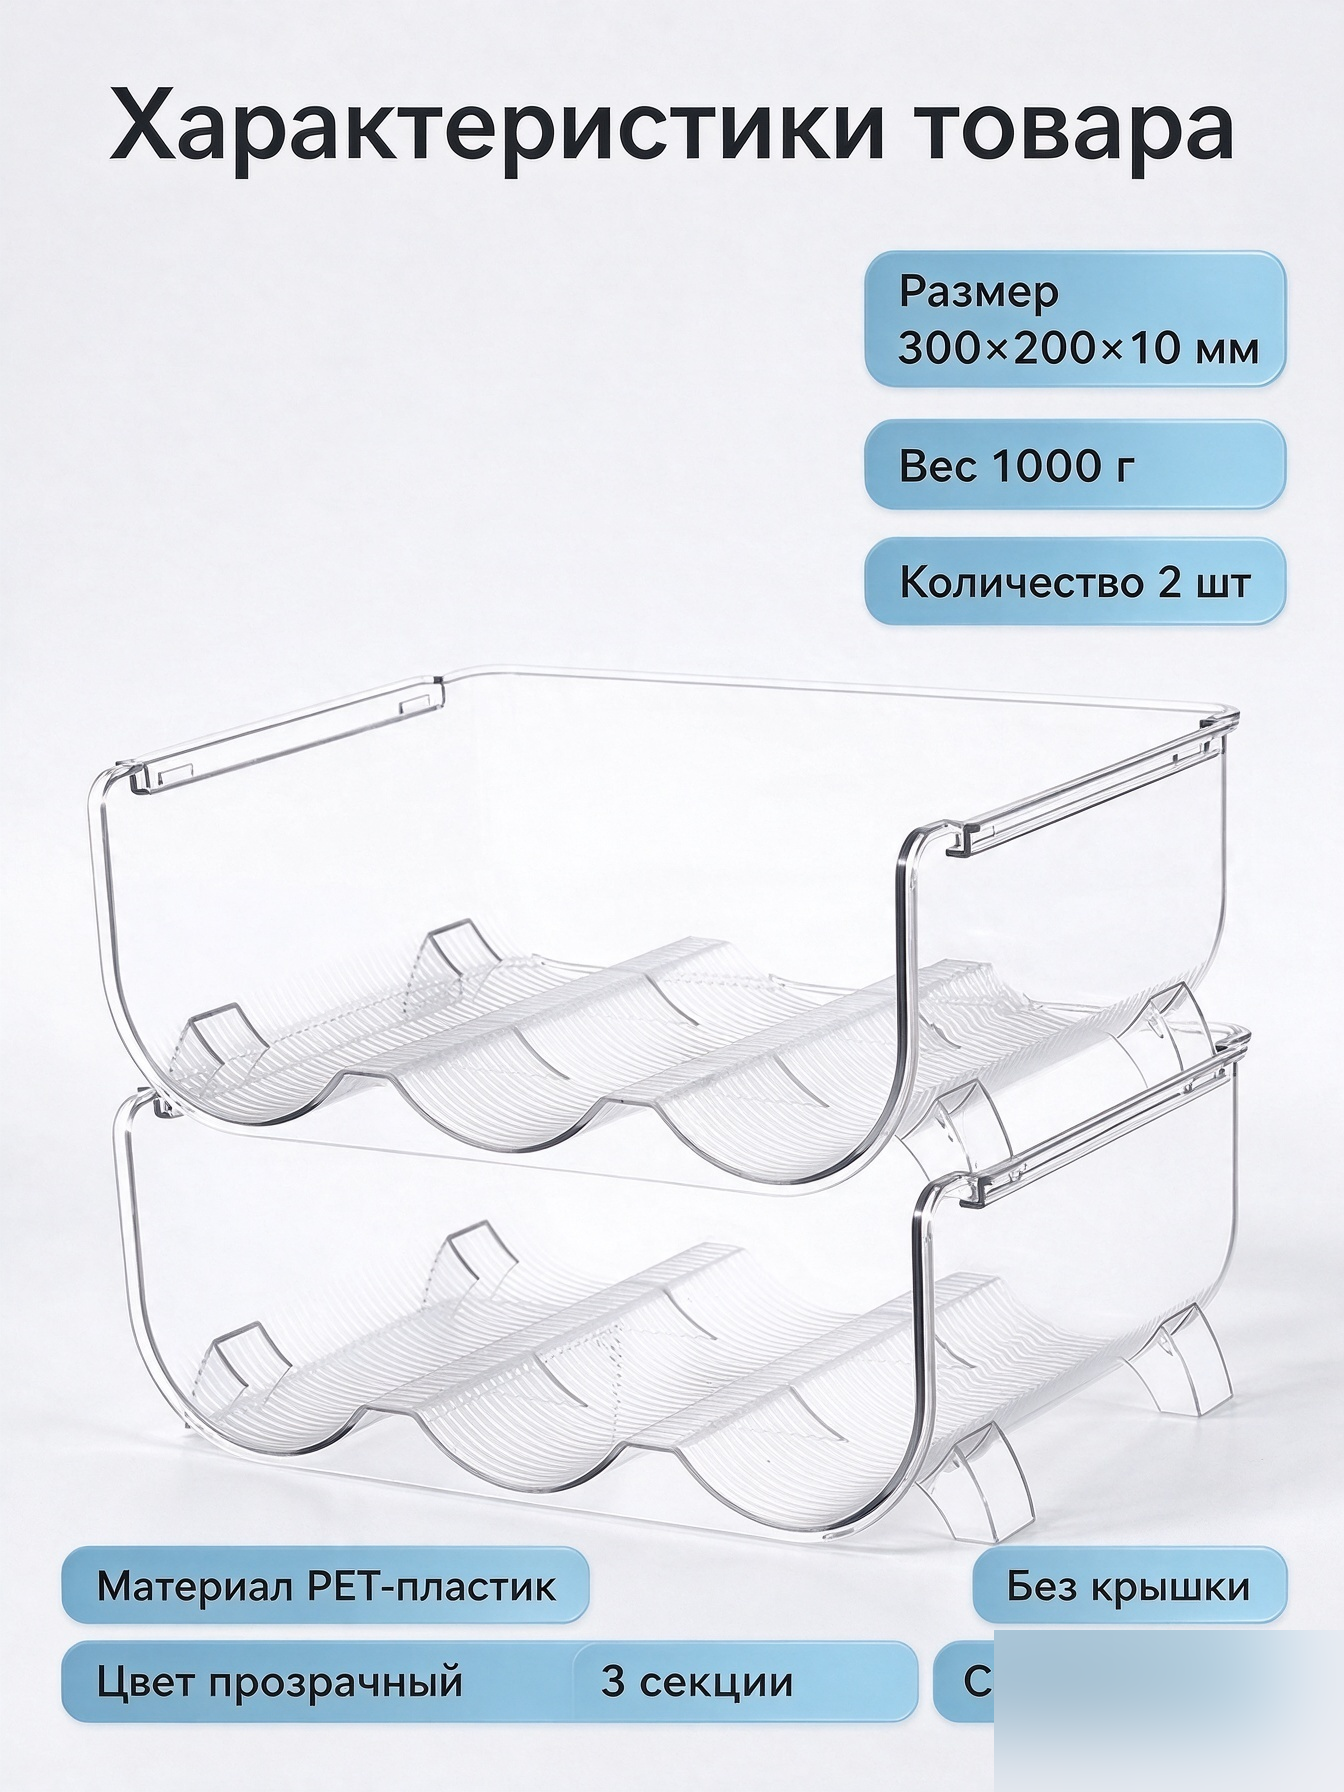 Характеристики товара
Размер
300×200×10 мм
Вес 1000 г
Количество 2 шт
Материал PET-пластик
Без крышки
Цвет прозрачный
3 секции